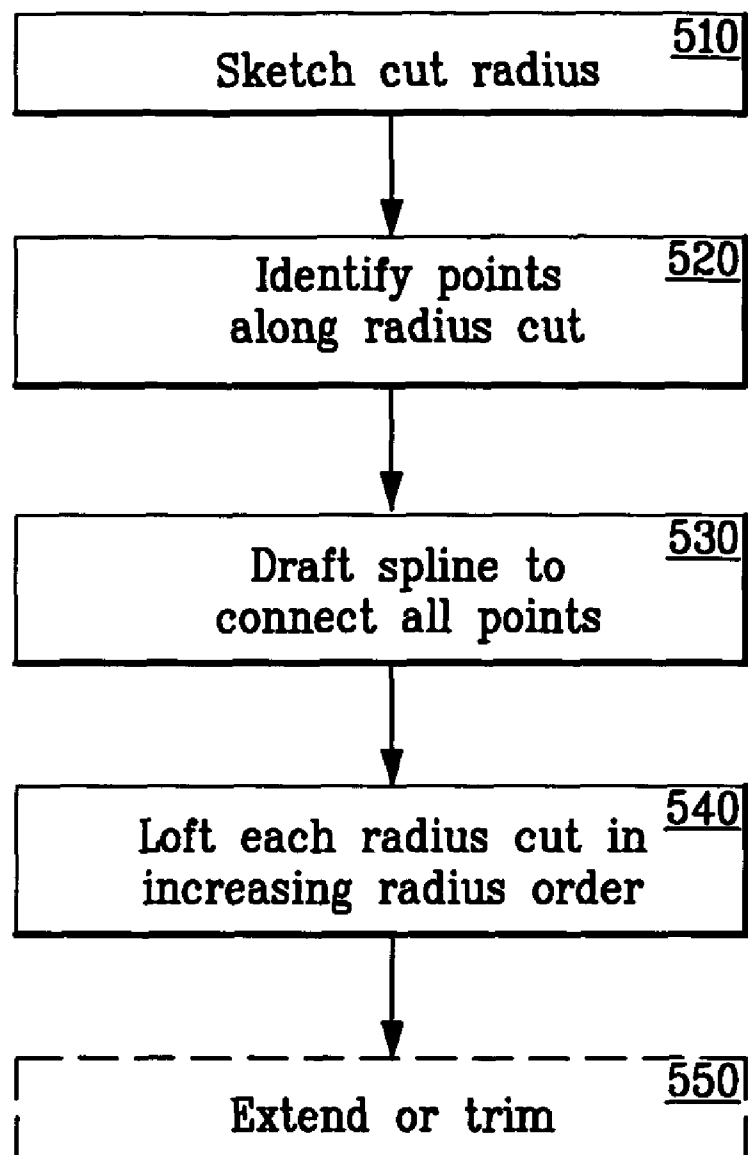 510
Sketch cut radius
520
Identify points
along radius cut
530
Draft spline to
connect all points
540
Loft each radius cut in
increasing radius order
550
Extend or trim